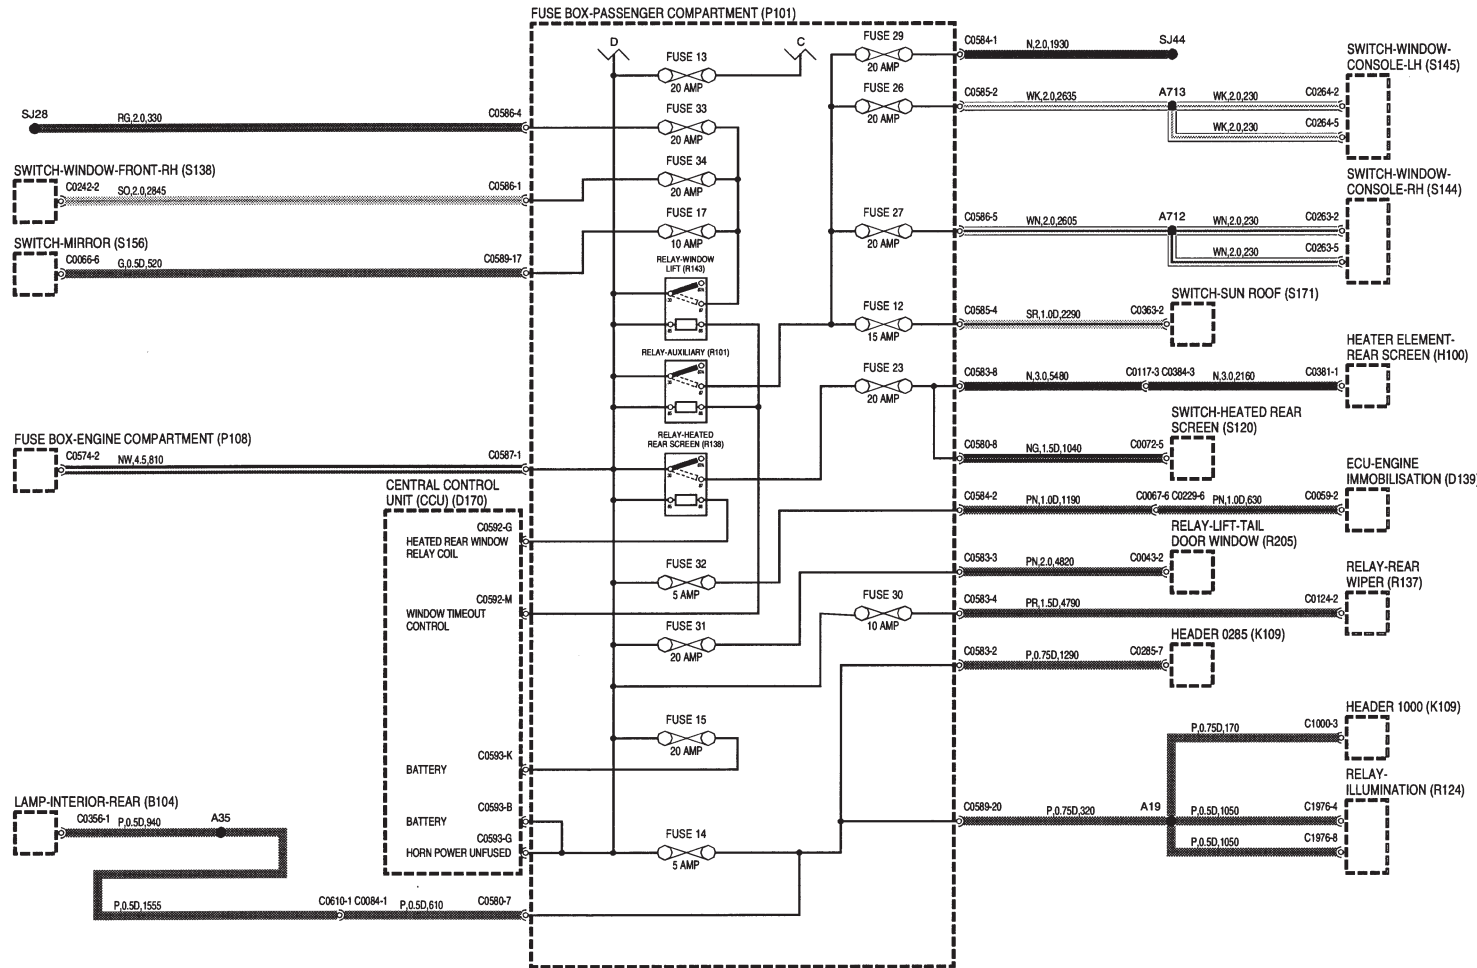 FUSE BOX-PASSENGER COMPARTMENT (P101)
D
C
FUSE 13
20 AMP
FUSE 33
20 AMP
FUSE 34
20 AMP
FUSE 17
10 AMP
RELAY-WINDOW
LIFT (R143)
RELAY-AUXILIARY (R101)
RELAY-HEATED
REAR SCREEN (R138)
FUSE 32
5 AMP
FUSE 31
20 AMP
FUSE 15
20 AMP
FUSE 14
5 AMP
FUSE 29
20 AMP
FUSE 26
20 AMP
FUSE 27
20 AMP
FUSE 12
15 AMP
FUSE 23
20 AMP
FUSE 30
10 AMP
SJ28
RG,2.0,330
C0586-4
SWITCH-WINDOW-FRONT-RH (S138)
C0242-2
SO,2.0,2845
C0586-1
SWITCH-MIRROR (S156)
C0066-6
G,0.5D,520
C0589-17
FUSE BOX-ENGINE COMPARTMENT (P108)
C0574-2
NW,4.5,810
C0587-1
CENTRAL CONTROL
UNIT (CCU) (D170)
C0592-G
HEATED REAR WINDOW
RELAY COIL
C0592-M
WINDOW TIMEOUT
CONTROL
C0593-K
BATTERY
C0593-B
BATTERY
C0593-G
HORN POWER UNFUSED
LAMP-INTERIOR-REAR (B104)
C0356-1
P,0.5D,940
A35
P,0.5D,1555
C0610-1 C0084-1
P,0.5D,610
C0580-7
C0584-1
N,2.0,1930
SJ44
SWITCH-WINDOW-
CONSOLE-LH (S145)
C0585-2
WK,2.0,2635
A713
WK,2.0,230
C0264-2
WK,2.0,230
C0264-5
SWITCH-WINDOW-
CONSOLE-RH (S144)
C0586-5
WN,2.0,2605
A712
WN,2.0,230
C0263-2
WN,2.0,230
C0263-5
SWITCH-SUN ROOF (S171)
C0585-4
SR,1.0D,2290
C0363-2
HEATER ELEMENT-
REAR SCREEN (H100)
C0583-8
N,3.0,5480
C0117-3 C0384-3
N,3.0,2160
C0381-1
SWITCH-HEATED REAR
SCREEN (S120)
C0580-8
NG,1.5D,1040
C0072-5
ECU-ENGINE
IMMOBILISATION (D139)
C0584-2
PN,1.0D,1190
C0067-6 C0229-6
PN,1.0D,630
C0059-2
RELAY-LIFT-TAIL
DOOR WINDOW (R205)
C0583-3
PN,2.0,4820
C0043-2
RELAY-REAR
WIPER (R137)
C0583-4
PR,1.5D,4790
C0124-2
HEADER 0285 (K109)
C0583-2
P,0.75D,1290
C0285-7
HEADER 1000 (K109)
P,0.75D,170
C1000-3
RELAY-
ILLUMINATION (R124)
C0589-20
P,0.75D,320
A19
P,0.5D,1050
C1976-4
P,0.5D,1050
C1976-8